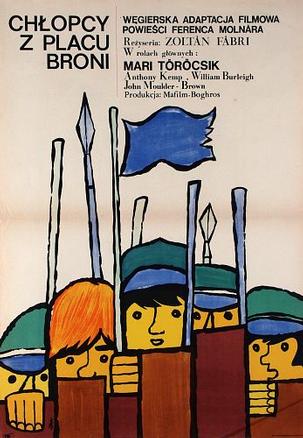 CHŁOPCY
Z PLACU
BRONI
WĘGIERSKA ADAPTACJA FILMOWA
POWIEŚCI FERENCA MOLNÁRA
Reżyseria: ZOLTÁN FÁBRI
W rolach głównych:
MARI TÖRÖCSIK
Anthony Kemp, William Burleigh
John Moulder-Brown
Produkcja: Mafilm-Boghros